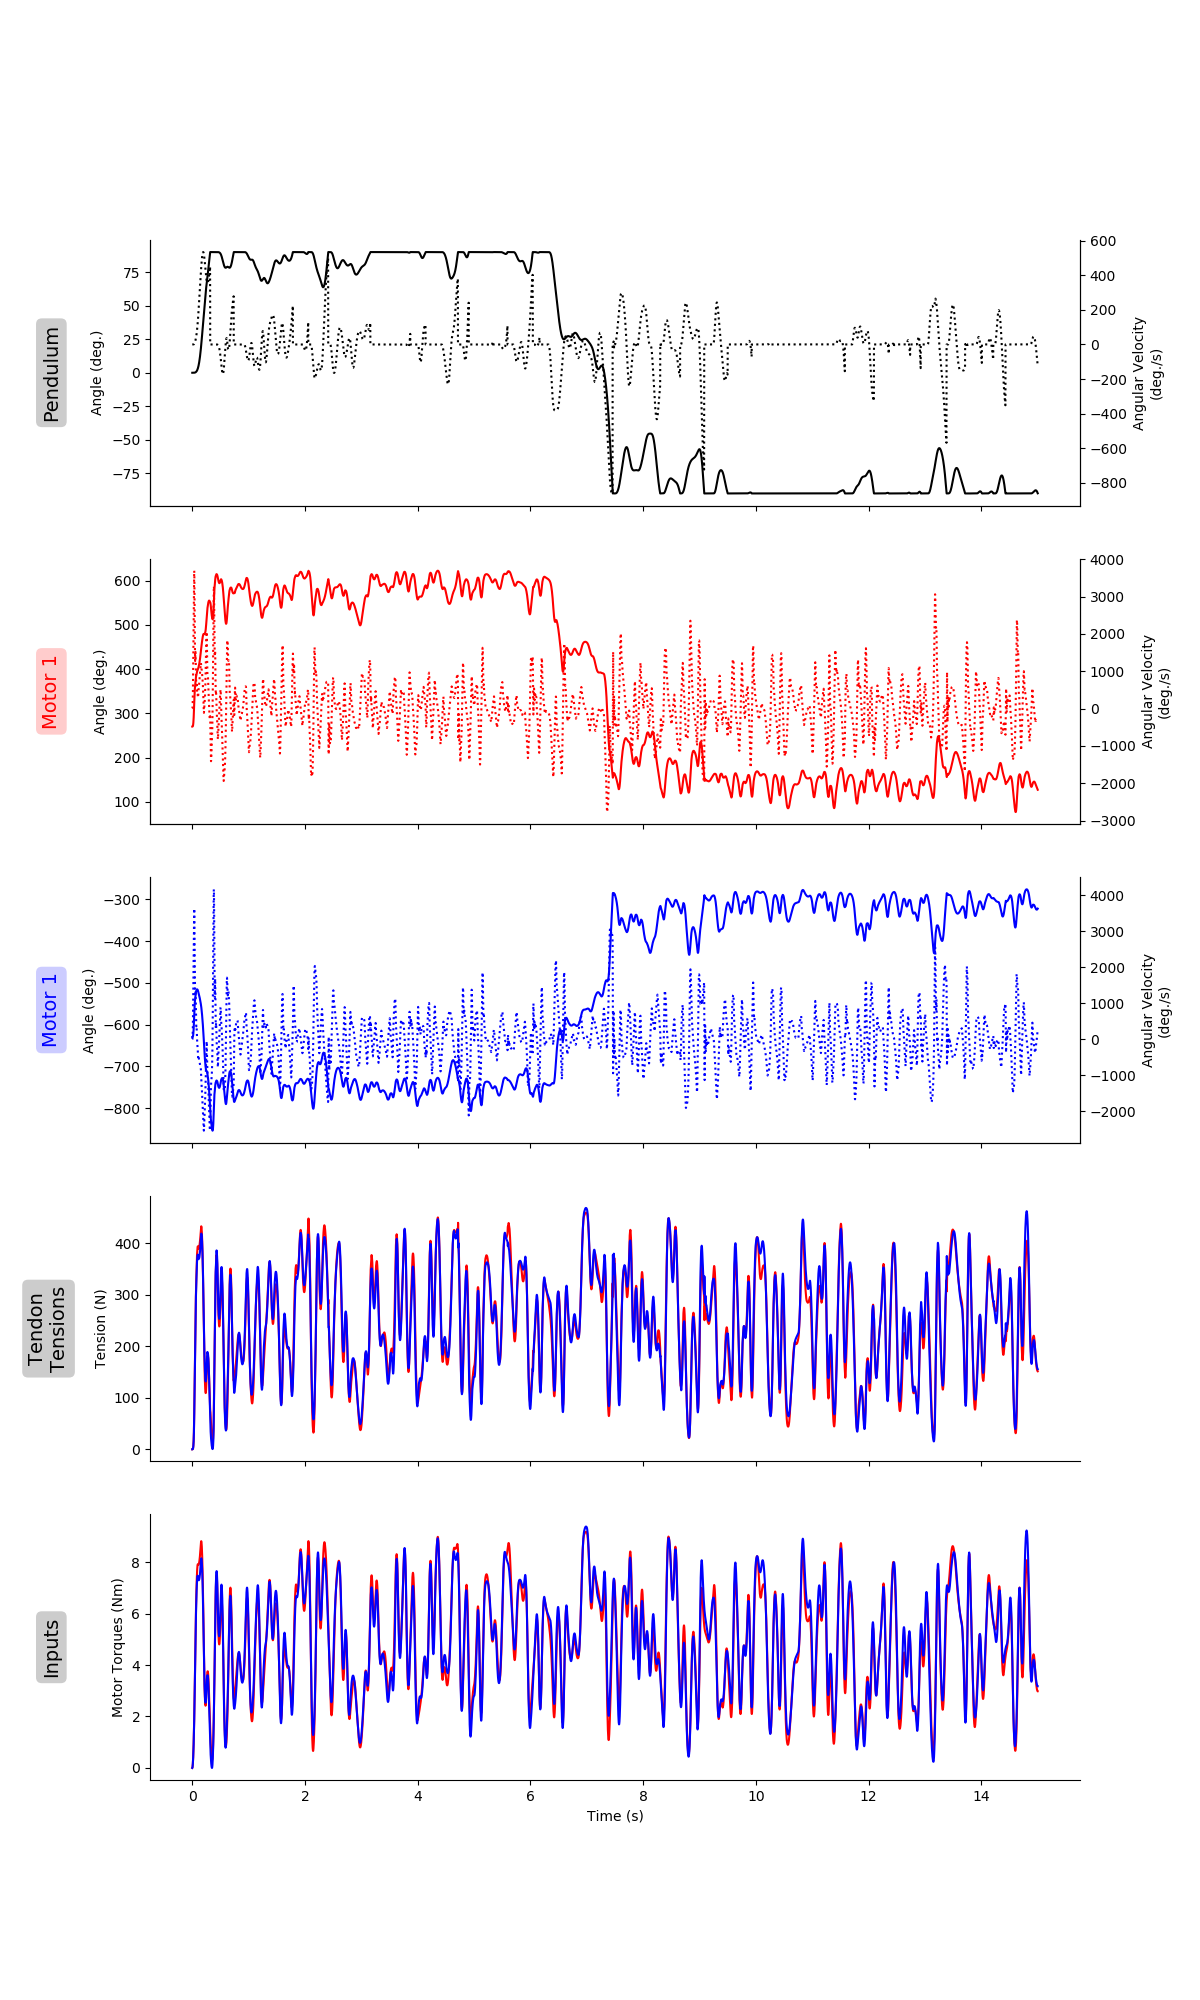 Pendulum
Angle (deg.)
75
50
25
0
−25
−50
−75
600
400
200
0
−200
−400
−600
−800
Angular Velocity
(deg./s)
Motor 1
Angle (deg.)
600
500
400
300
200
100
4000
3000
2000
1000
0
−1000
−2000
−3000
Angular Velocity
(deg./s)
Motor 1
Angle (deg.)
−300
−400
−500
−600
−700
−800
4000
3000
2000
1000
0
−1000
−2000
Angular Velocity
(deg./s)
Tendon
Tensions
Tension (N)
400
300
200
100
0
Inputs
Motor Torques (Nm)
8
6
4
2
0
0 2 4 6 8 10 12 14
Time (s)